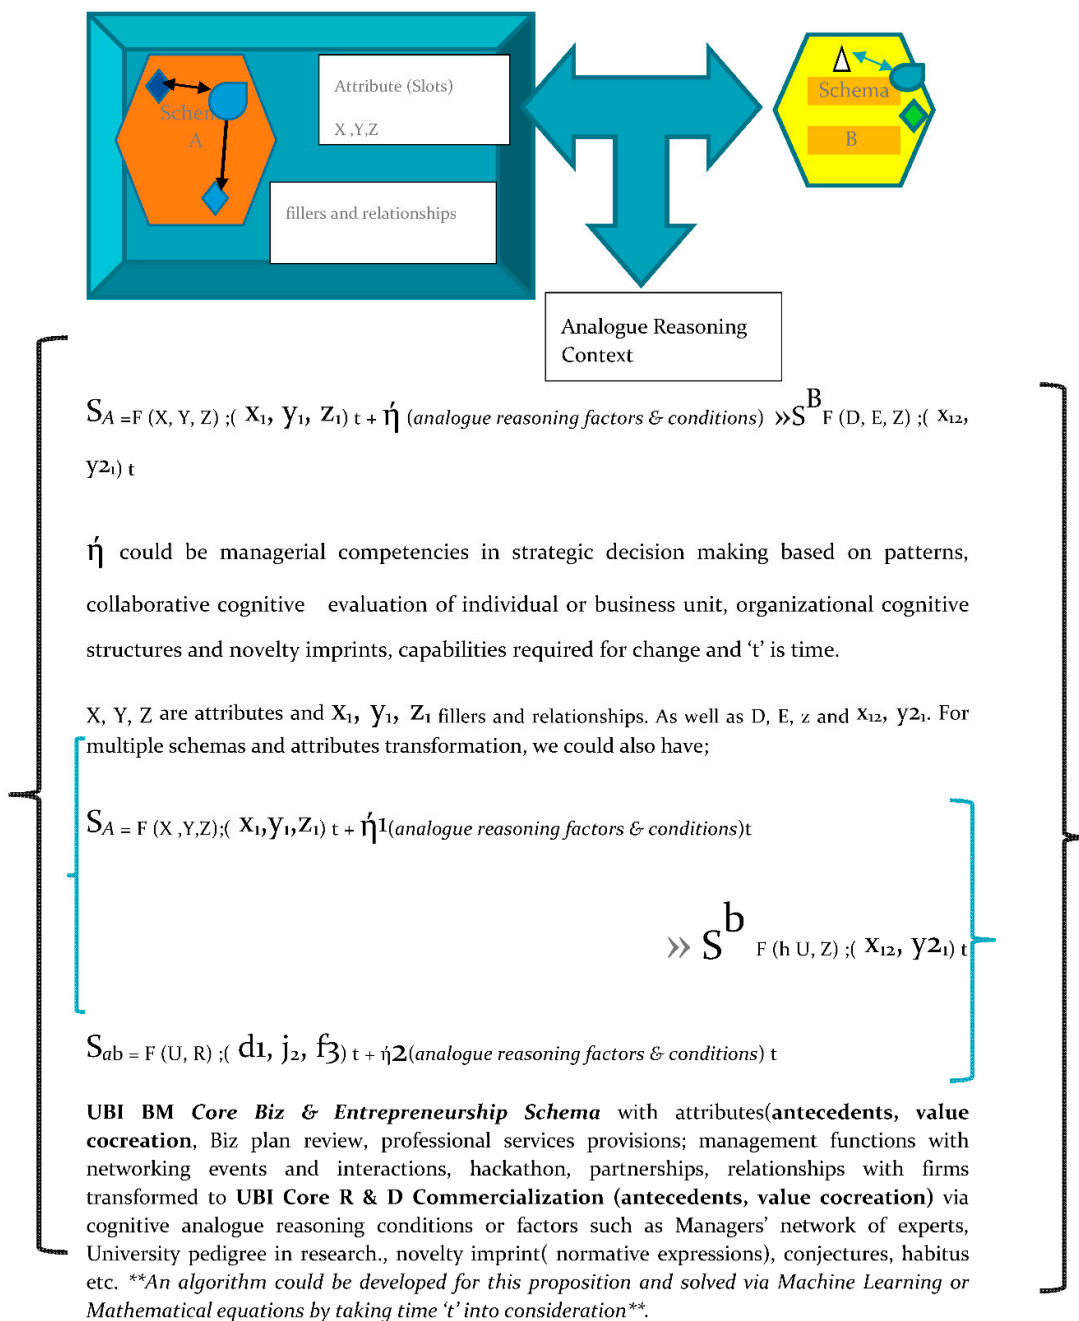 Attribute (Slots)
X ,Y,Z
Schema
A
fillers and relationships
Schema
B
Analogue Reasoning
Context
SA =F (X, Y, Z) ;( x₁, y₁, z₁) t + ή (analogue reasoning factors & conditions) »S^B F (D, E, Z) ;( x₁₂,
y2₁) t
ή could be managerial competencies in strategic decision making based on patterns,
collaborative cognitive evaluation of individual or business unit, organizational cognitive
structures and novelty imprints, capabilities required for change and ‘t’ is time.
X, Y, Z are attributes and x₁, y₁, z₁ fillers and relationships. As well as D, E, z and x₁₂, y2₁. For
multiple schemas and attributes transformation, we could also have;
SA = F (X ,Y,Z);( x₁,y₁,z₁) t + ή1(analogue reasoning factors & conditions)t
» S^b F (h U, Z) ;( x₁₂, y2₁) t
Sab = F (U, R) ;( d1, j₂, f3) t + ή2(analogue reasoning factors & conditions) t
UBI BM Core Biz & Entrepreneurship Schema with attributes(antecedents, value
cocreation, Biz plan review, professional services provisions; management functions with
networking events and interactions, hackathon, partnerships, relationships with firms
transformed to UBI Core R & D Commercialization (antecedents, value cocreation) via
cognitive analogue reasoning conditions or factors such as Managers’ network of experts,
University pedigree in research., novelty imprint( normative expressions), conjectures, habitus
etc. **An algorithm could be developed for this proposition and solved via Machine Learning or
Mathematical equations by taking time ‘t’ into consideration**.